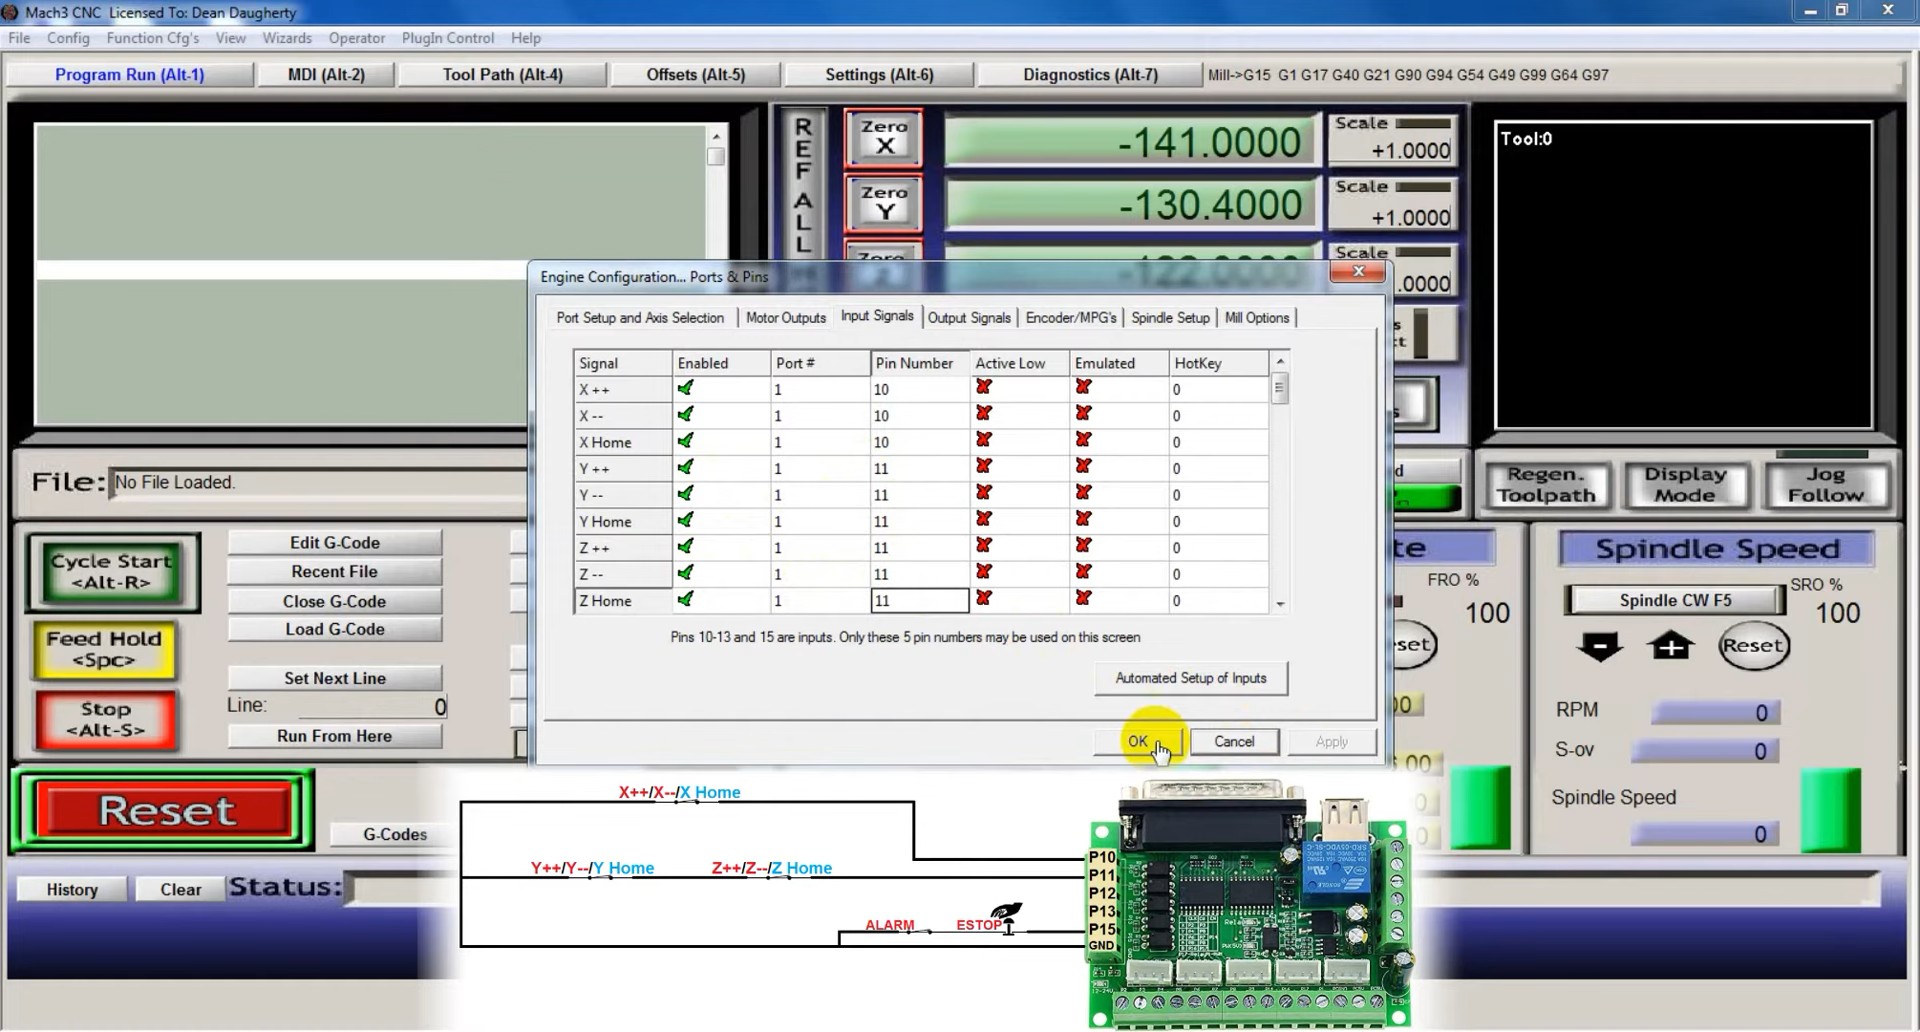 Mach3 CNC Licensed To: Dean Daugherty
File Config Function Cfg's View Wizards Operator PlugIn Control Help
Program Run (Alt-1) MDI (Alt-2) Tool Path (Alt-4) Offsets (Alt-5) Settings (Alt-6) Diagnostics (Alt-7) Mill->G15 G1 G17 G40 G21 G90 G94 G54 G49 G99 G64 G97
REF ALL
Zero X -141.0000 Scale +1.0000
Zero Y -130.4000 Scale +1.0000
Scale .0000
Tool:0
Engine Configuration... Ports & Pins
Port Setup and Axis Selection Motor Outputs Input Signals Output Signals Encoder/MPG's Spindle Setup Mill Options
Signal Enabled Port # Pin Number Active Low Emulated HotKey
X ++ 1 10 0
X -- 1 10 0
X Home 1 10 0
Y ++ 1 11 0
Y -- 1 11 0
Y Home 1 11 0
Z ++ 1 11 0
Z -- 1 11 0
Z Home 1 11 0
Pins 10-13 and 15 are inputs. Only these 5 pin numbers may be used on this screen
Automated Setup of Inputs
OK Cancel Apply
File: No File Loaded.
Regen. Toolpath Display Mode Jog Follow
Cycle Start <Alt-R>
Feed Hold <Spc>
Stop <Alt-S>
Edit G-Code
Recent File
Close G-Code
Load G-Code
Set Next Line
Line: 0
Run From Here
Reset
G-Codes
History Clear Status:
FRO %
100
Spindle Speed
Spindle CW F5 SRO %
100
Reset
RPM 0
S-ov 0
Spindle Speed
0
X++/X--/X Home
Y++/Y--/Y Home Z++/Z--/Z Home
ALARM ESTOP
P10
P11
P12
P13
P15
GND